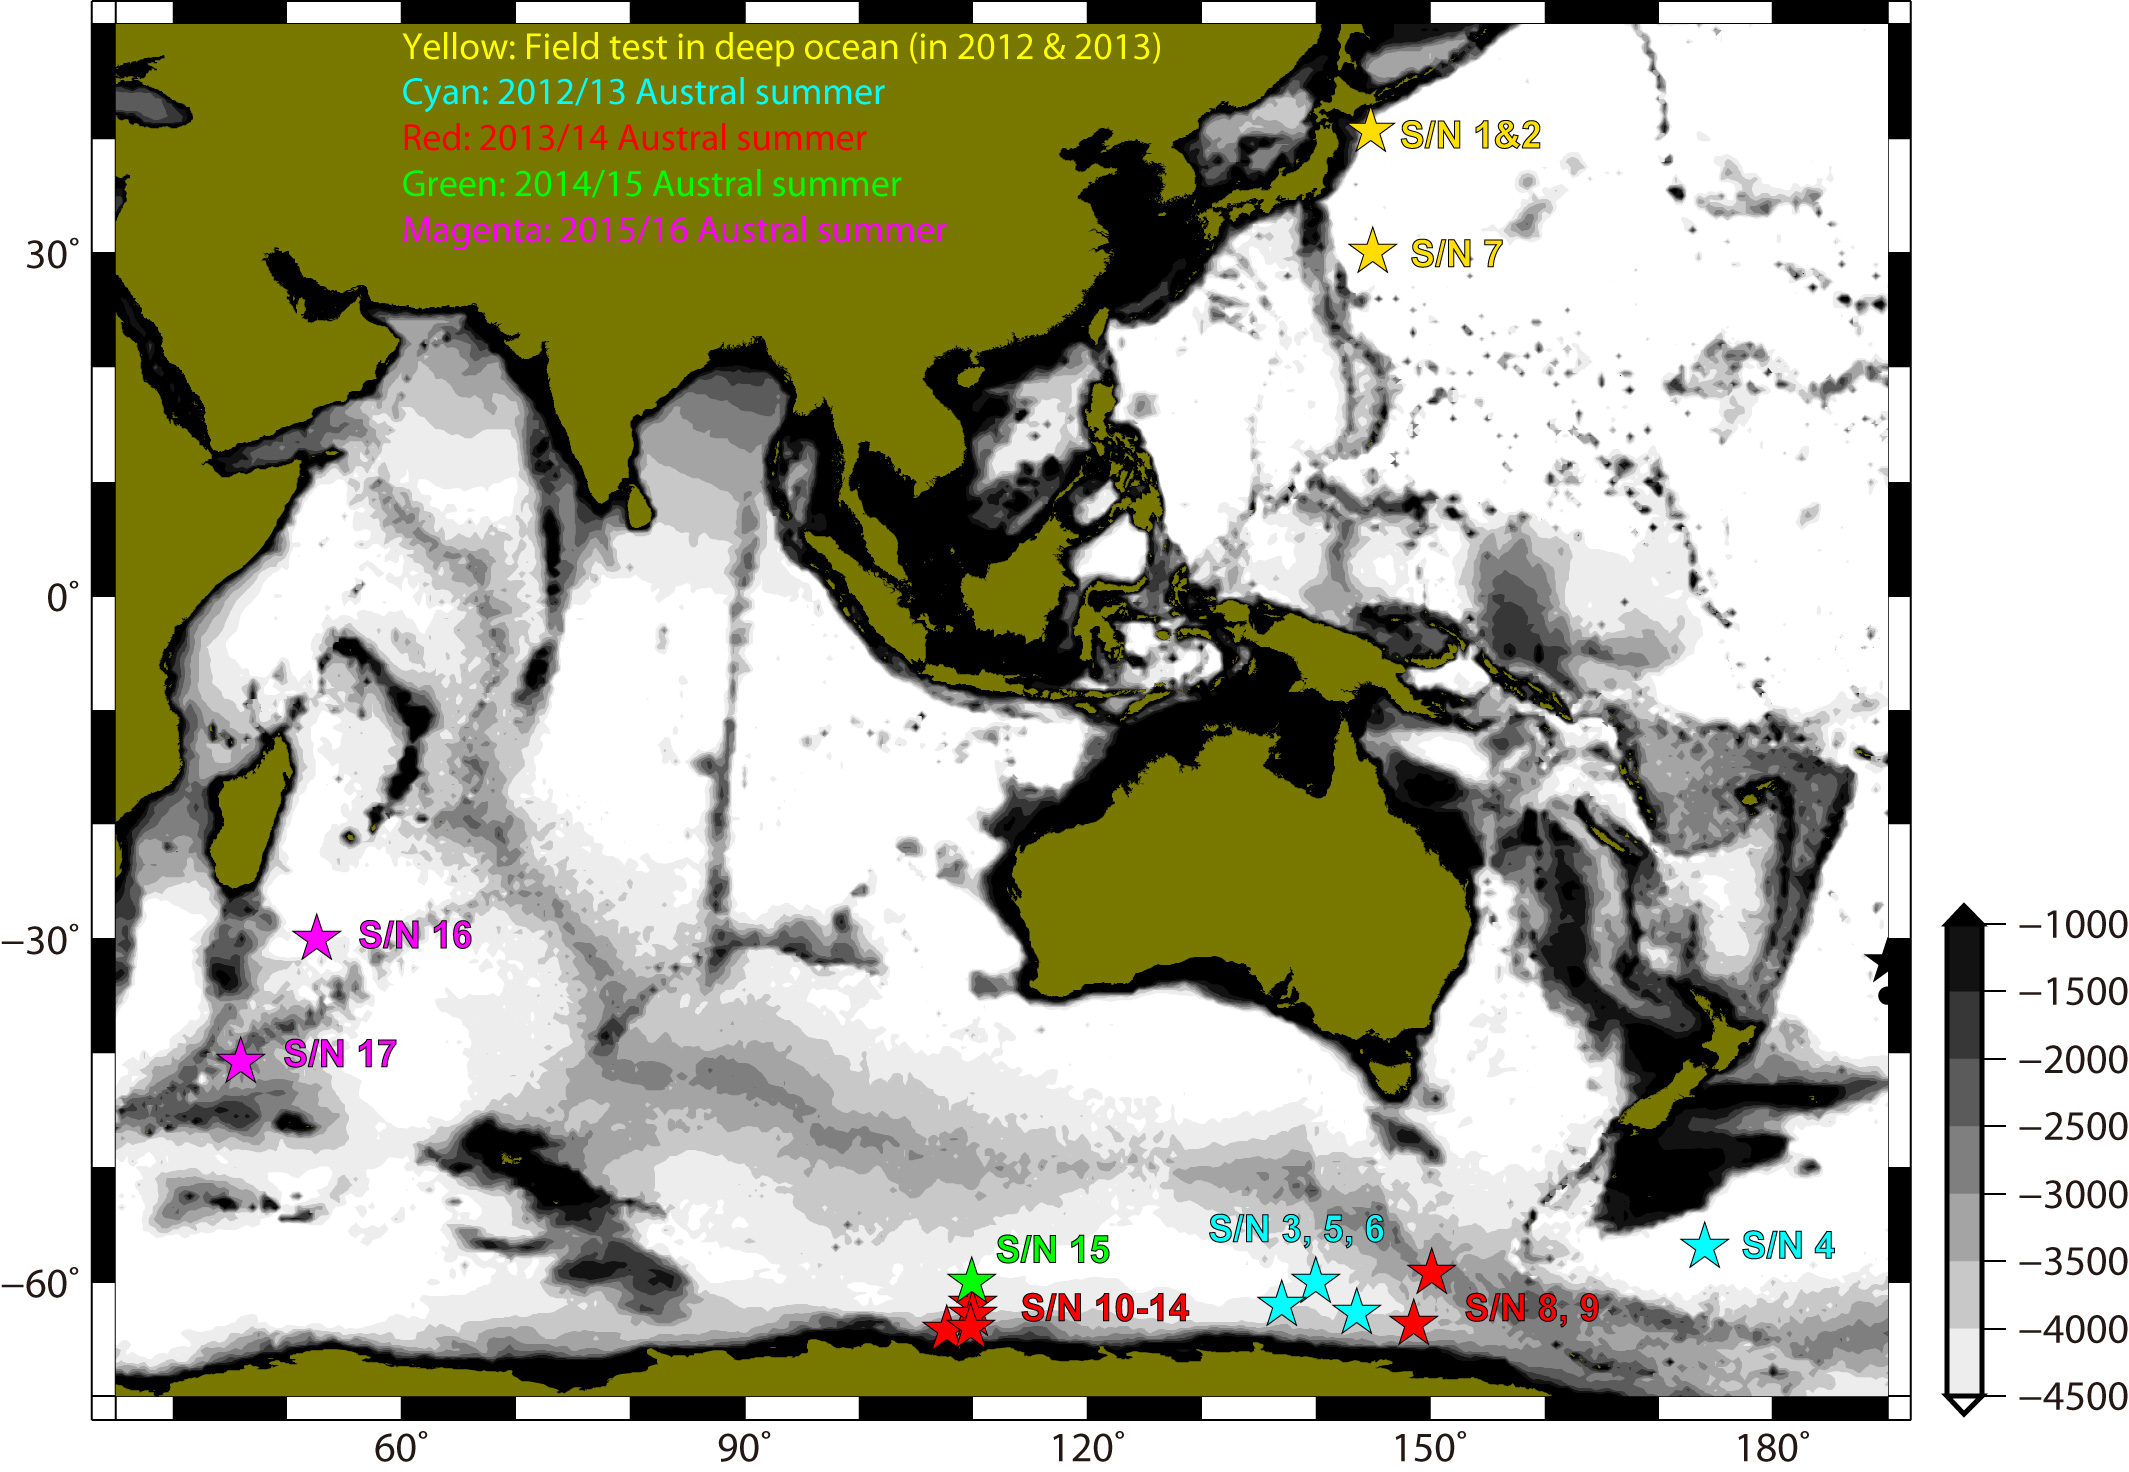 Yellow: Field test in deep ocean (in 2012 & 2013)
Cyan: 2012/13 Austral summer
Red: 2013/14 Austral summer
Green: 2014/15 Austral summer
Magenta: 2015/16 Austral summer
S/N 1&2
S/N 7
30°
0°
−30°
−60°
S/N 16
S/N 17
S/N 15
S/N 10-14
S/N 3, 5, 6
S/N 8, 9
S/N 4
60°
90°
120°
150°
180°
−1000
−1500
−2000
−2500
−3000
−3500
−4000
−4500